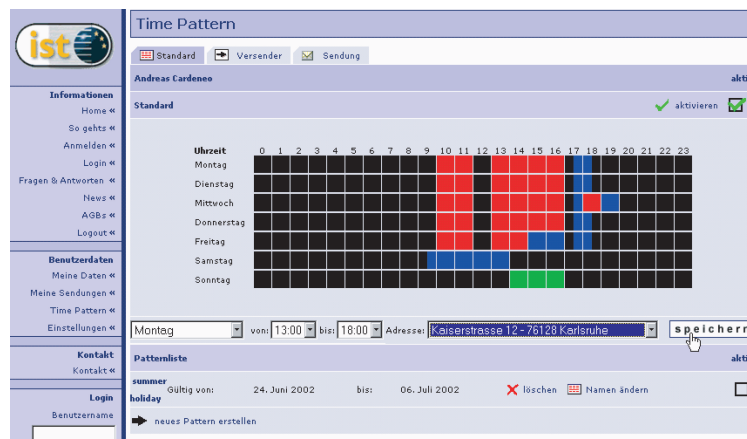 Time Pattern
ist
Standard Versender Sendung
Andreas Cardeneo akti
Standard aktivieren
Informationen
Home «
So gehts «
Anmelden «
Login «
Fragen & Antworten «
News «
AGBs «
Logout «
Benutzerdaten
Meine Daten «
Meine Sendungen «
Time Pattern «
Einstellungen «
Kontakt
Kontakt «
Login
Benutzername
Uhrzeit 0 1 2 3 4 5 6 7 8 9 10 11 12 13 14 15 16 17 18 19 20 21 22 23
Montag
Dienstag
Mittwoch
Donnerstag
Freitag
Samstag
Sonntag
Montag von: 13:00 bis: 18:00 Adresse: Kaiserstrasse 12 - 76128 Karlsruhe speichern
Patternliste akti
summer holiday Gültig von: 24. Juni 2002 bis: 06. Juli 2002 löschen Namen ändern
neues Pattern erstellen